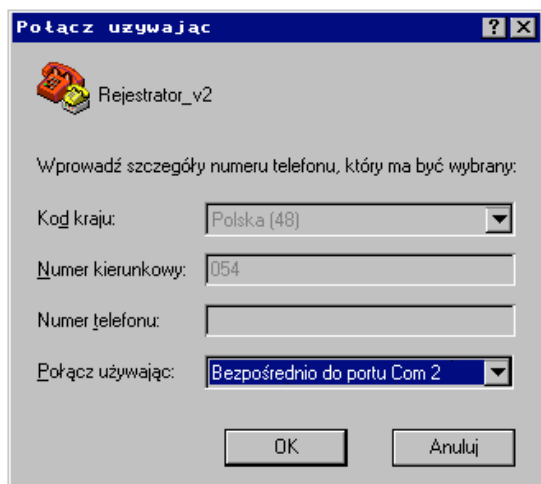 Połącz uzywając
Rejestrator_v2
Wprowadź szczegóły numeru telefonu, który ma być wybrany:
Kod kraju: Polska (48)
Numer kierunkowy: 054
Numer telefonu:
Połącz używając: Bezpośrednio do portu Com 2
OK Anuluj